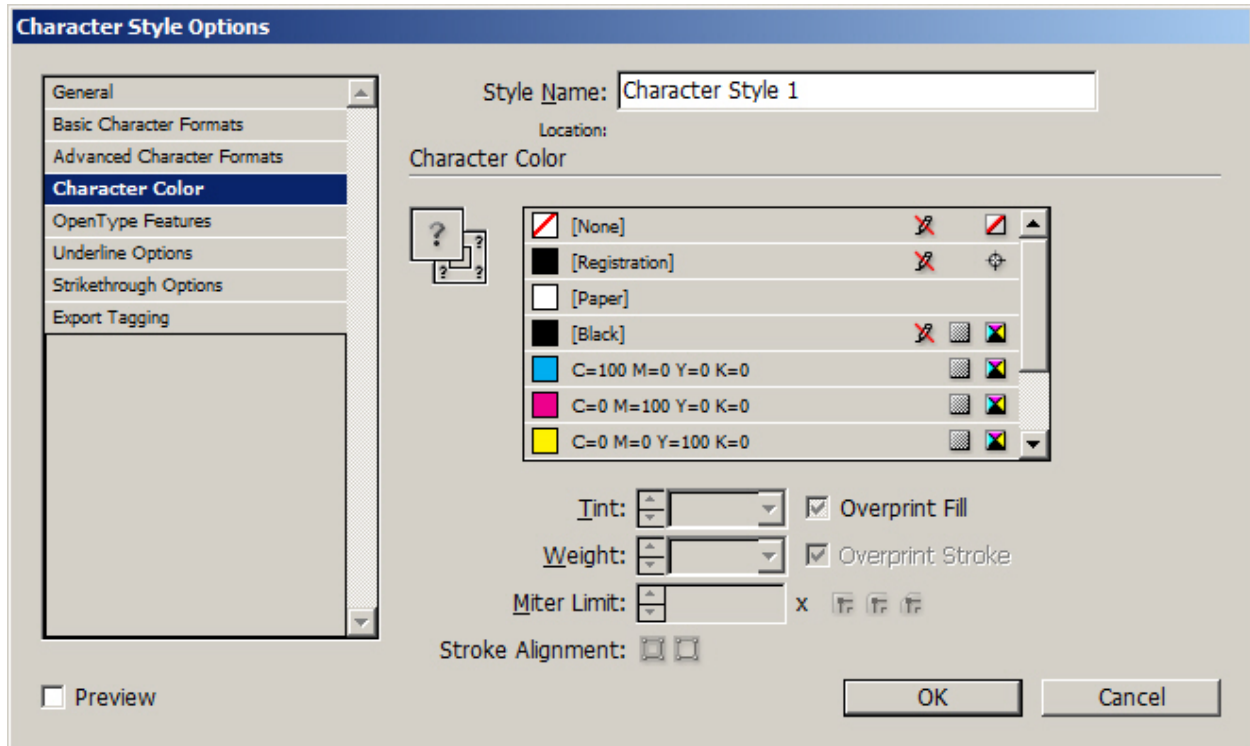 Character Style Options
General
Basic Character Formats
Advanced Character Formats
Character Color
OpenType Features
Underline Options
Strikethrough Options
Export Tagging
Style Name: Character Style 1
Location:
Character Color
? ? ? ?
[None]
[Registration]
[Paper]
[Black]
C=100 M=0 Y=0 K=0
C=0 M=100 Y=0 K=0
C=0 M=0 Y=100 K=0
Tint: Overprint Fill
Weight: Overprint Stroke
Miter Limit: x
Stroke Alignment:
Preview
OK Cancel